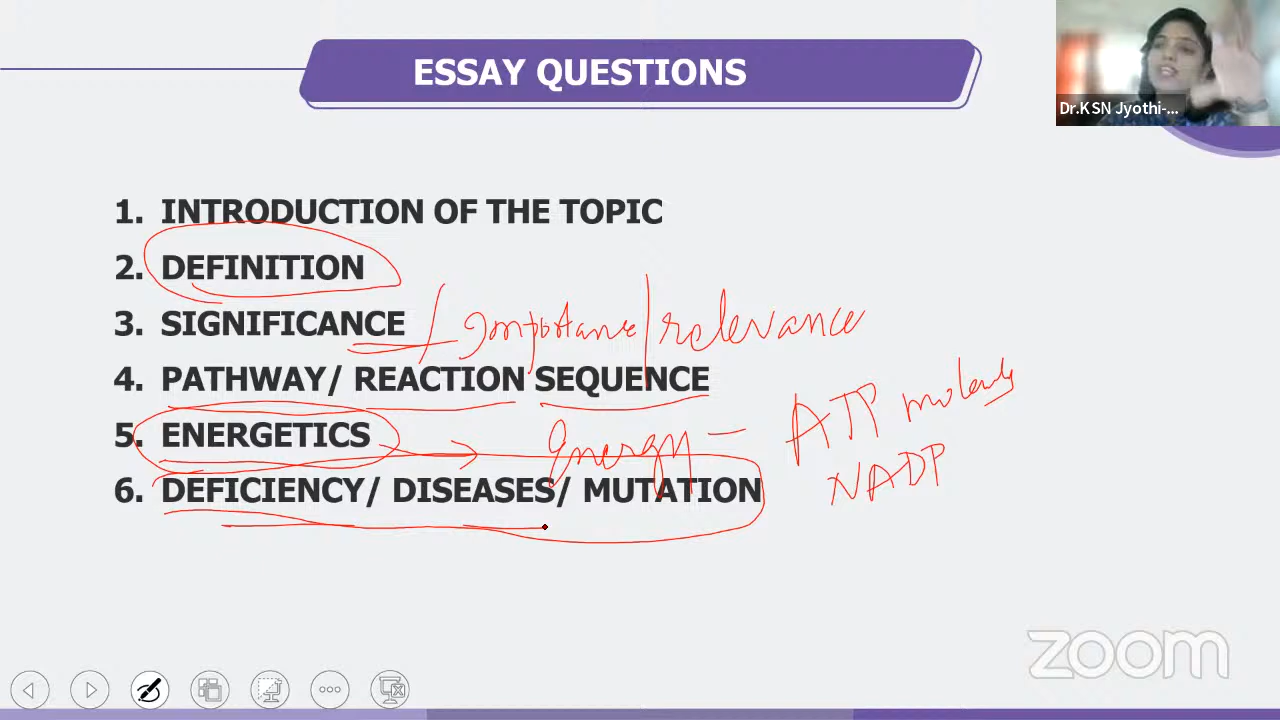 ESSAY QUESTIONS
Dr.KSN Jyothi-...
1. INTRODUCTION OF THE TOPIC
2. DEFINITION
3. SIGNIFICANCE / Importance / relevance
4. PATHWAY/ REACTION SEQUENCE
5. ENERGETICS → Energy - ATP molecule
NADP
6. DEFICIENCY/ DISEASES/ MUTATION
zoom